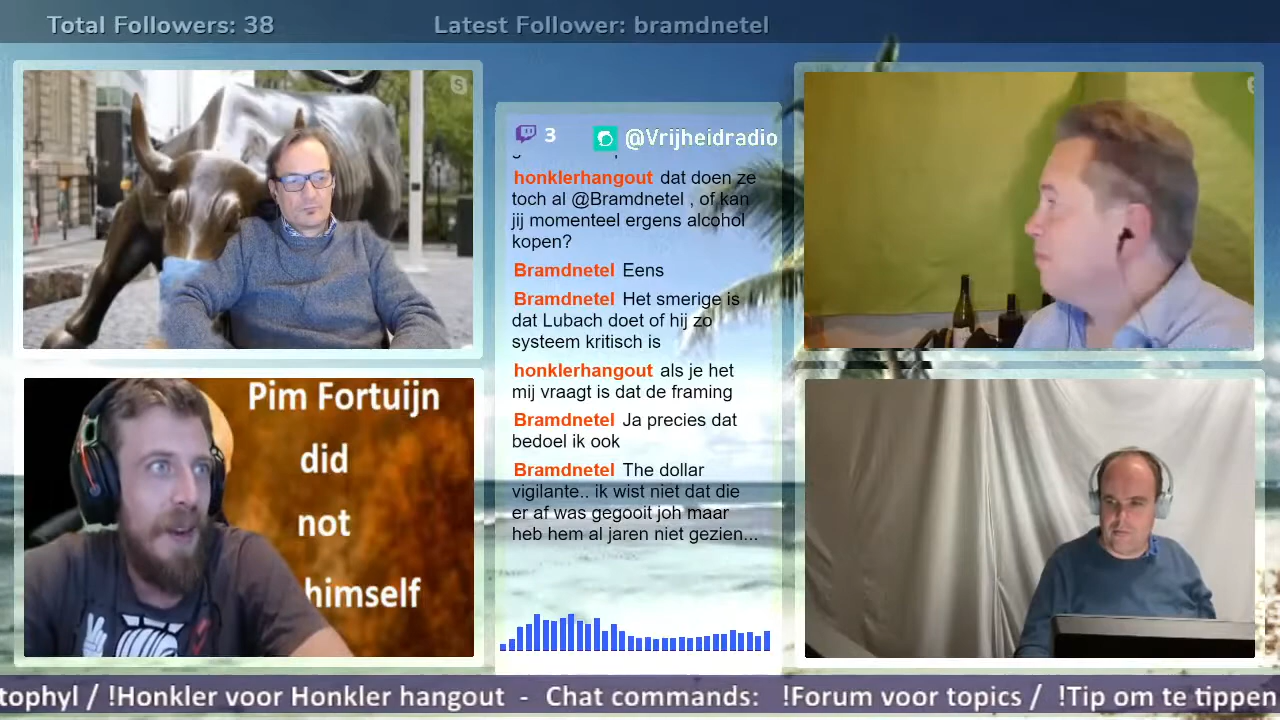 Total Followers: 38
Latest Follower: bramdnetel
3
@Vrijheidradio
honklerhangout dat doen ze
toch al @Bramdnetel , of kan
jij momenteel ergens alcohol
kopen?
Bramdnetel Eens
Bramdnetel Het smerige is
dat Lubach doet of hij zo
systeem kritisch is
honklerhangout als je het
mij vraagt is dat de framing
Bramdnetel Ja precies dat
bedoel ik ook
Bramdnetel The dollar
vigilante.. ik wist niet dat die
er af was gegooit joh maar
heb hem al jaren niet gezien...
Pim Fortuijn
did
not
himself
tophyl / !Honkler voor Honkler hangout - Chat commands: !Forum voor topics / !Tip om te tippen